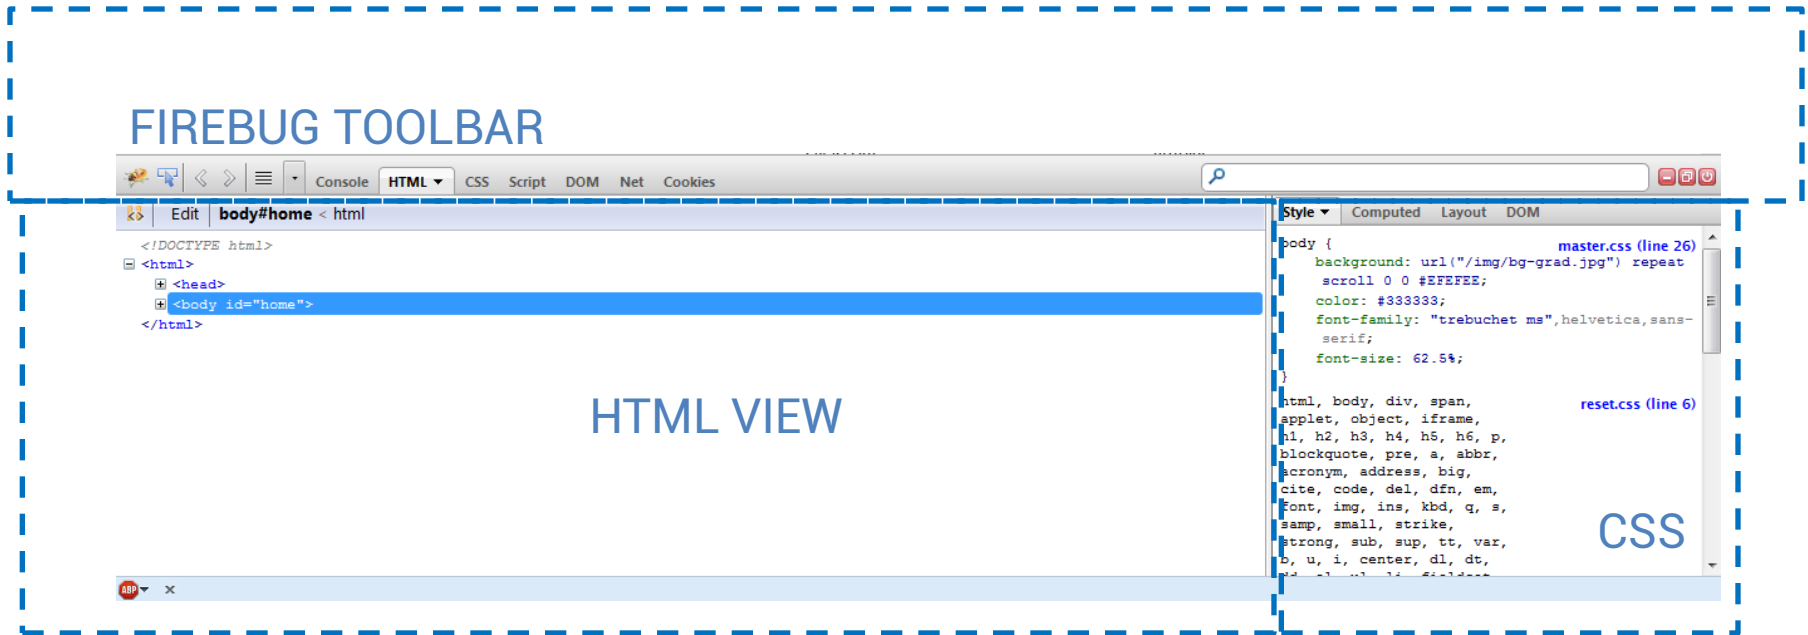 FIREBUG TOOLBAR
Console HTML CSS Script DOM Net Cookies
Edit body#home < html
<!DOCTYPE html>
<html>
<head>
<body id="home">
</html>
HTML VIEW
ABP x
Style Computed Layout DOM
body { master.css (line 26)
background: url("/img/bg-grad.jpg") repeat
scroll 0 0 #EFEFEE;
color: #333333;
font-family: "trebuchet ms",helvetica,sans-
serif;
font-size: 62.5%;
}
html, body, div, span, reset.css (line 6)
applet, object, iframe,
h1, h2, h3, h4, h5, h6, p,
blockquote, pre, a, abbr,
acronym, address, big,
cite, code, del, dfn, em,
font, img, ins, kbd, q, s,
samp, small, strike,
strong, sub, sup, tt, var,
b, u, i, center, dl, dt,
CSS